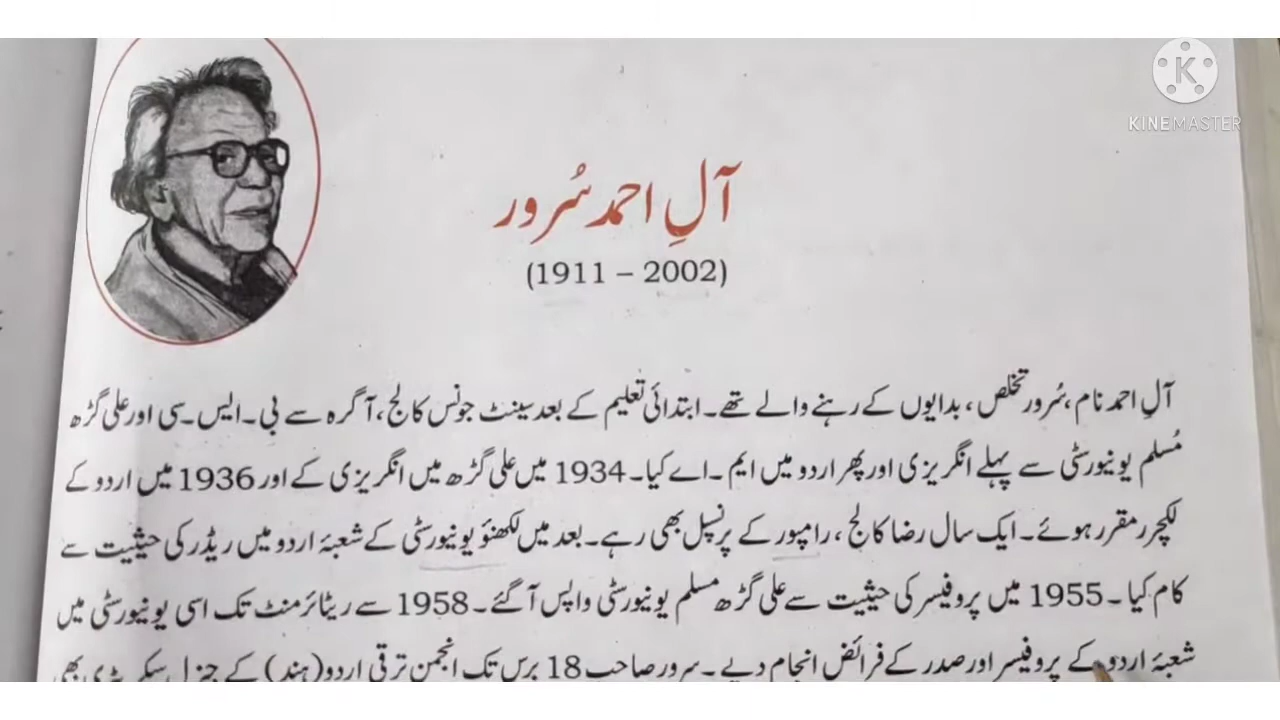 KINEMASTER
آلِ احمد سُرور
(1911 – 2002)
آلِ احمد نام، سُرور تخلص، بدایوں کے رہنے والے تھے۔ ابتدائی تعلیم کے بعد سینٹ جونس کالج، آگرہ سے بی۔ ایس۔ سی اور علی گڑھ
مُسلم یونیورسٹی سے پہلے انگریزی اور پھر اردو میں ایم۔ اے کیا۔ 1934 میں علی گڑھ میں انگریزی کے اور 1936 میں اردو کے
لکچرر مقرر ہوئے۔ ایک سال رضا کالج، رامپور کے پرنسپل بھی رہے۔ بعد میں لکھنؤ یونیورسٹی کے شعبۂ اردو میں ریڈر کی حیثیت سے
کام کیا۔ 1955 میں پروفیسر کی حیثیت سے علی گڑھ مسلم یونیورسٹی واپس آگئے۔ 1958 سے ریٹائرمنٹ تک اسی یونیورسٹی میں
شعبۂ اردو کے پروفیسر اور صدر کے فرائض انجام دیے۔ سرور صاحب 18 برس تک انجمن ترقی اردو (ہند) کے جنرل سکریٹری بھی